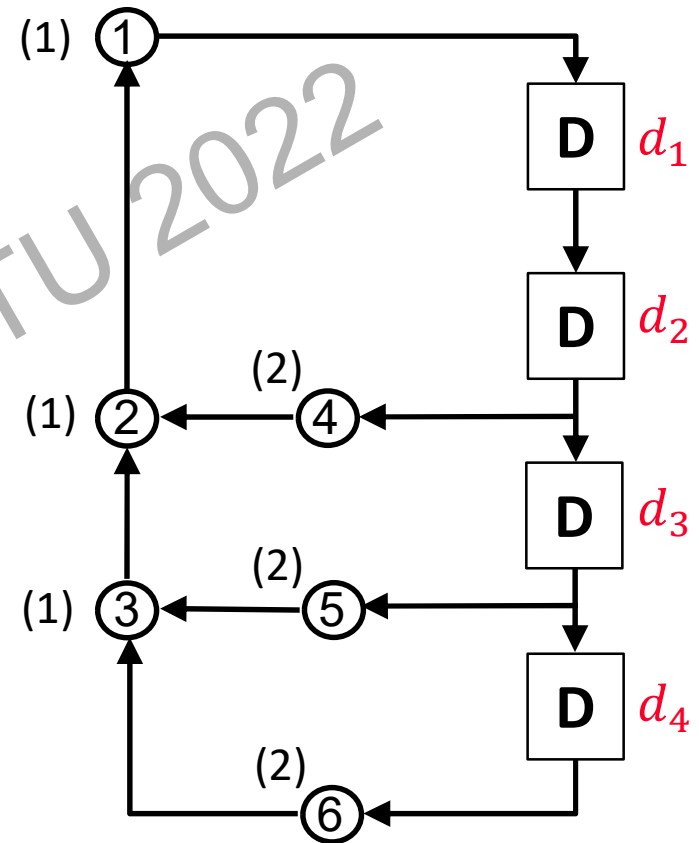 (1) 1
D d₁
TU 2022
D d₂
(2)
(1) 2 4
D d₃
(2)
(1) 3 5
D d₄
(2)
6